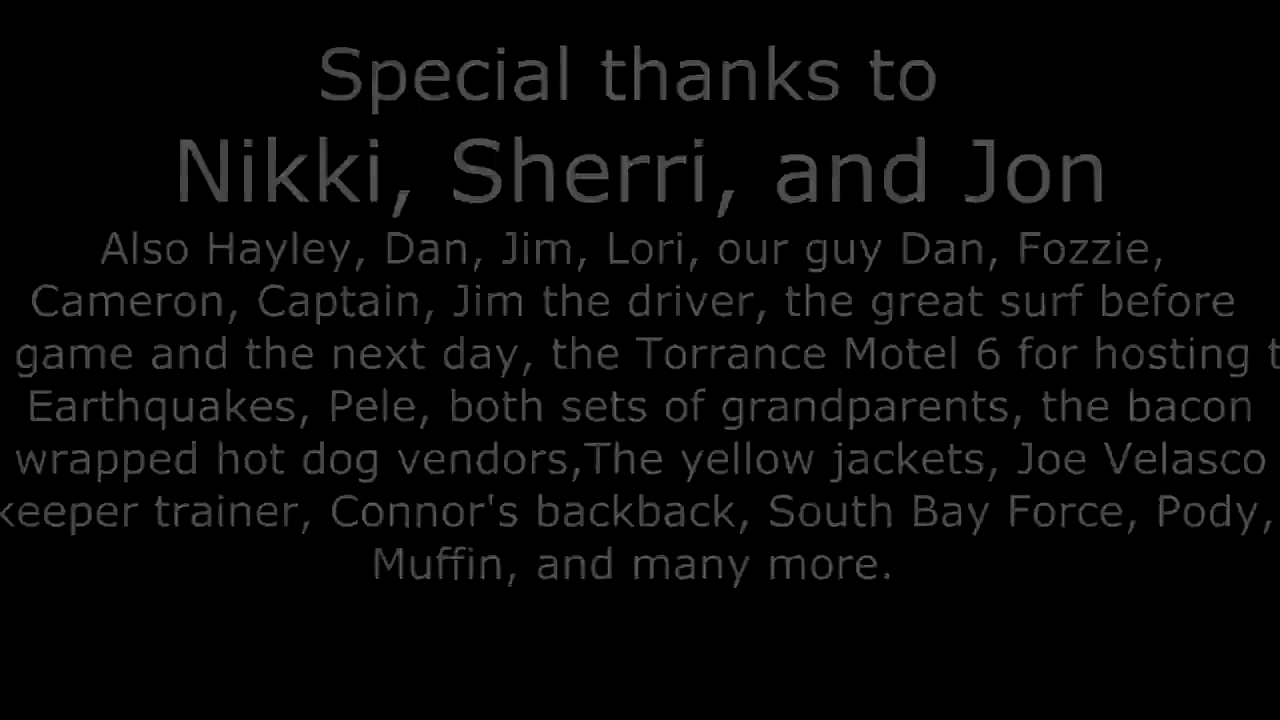 Special thanks to
Nikki, Sherri, and Jon
Also Hayley, Dan, Jim, Lori, our guy Dan, Fozzie,
Cameron, Captain, Jim the driver, the great surf before
game and the next day, the Torrance Motel 6 for hosting t
Earthquakes, Pele, both sets of grandparents, the bacon
wrapped hot dog vendors,The yellow jackets, Joe Velasco
keeper trainer, Connor's backback, South Bay Force, Pody,
Muffin, and many more.